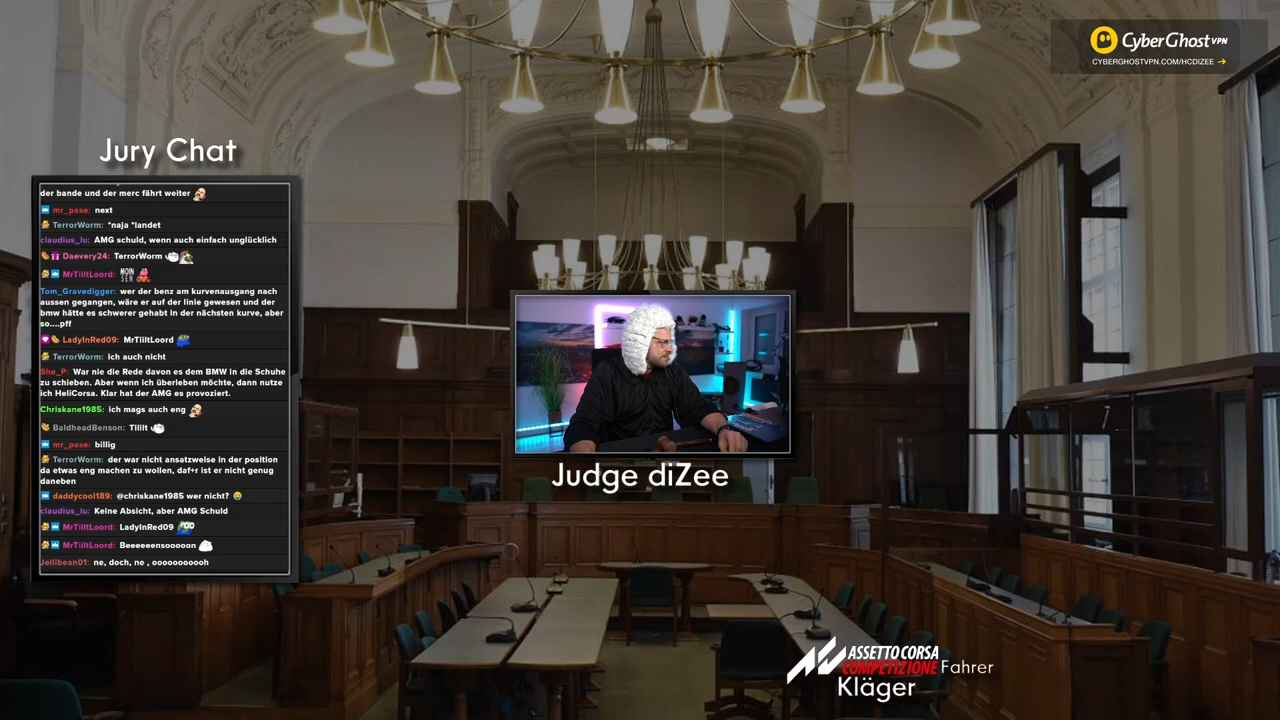 CyberGhost VPN
CYBERGHOSTVPN.COM/HCDIZEE
Jury Chat
der bande und der merc fährt weiter
mr_pase: next
TerrorWorm: *naja *landet
claudius_lu: AMG schuld, wenn auch einfach unglücklich
Daevery24: TerrorWorm
MrTiiltLoord: MOIN SEN
Tom_Gravedigger: wer der benz am kurvenausgang nach
aussen gegangen, wäre er auf der linie gewesen und der
bmw hätte es schwerer gehabt in der nächsten kurve, aber
so....pff
LadyInRed09: MrTiiltLoord
TerrorWorm: ich auch nicht
She_P: War nie die Rede davon es dem BMW in die Schuhe
zu schieben. Aber wenn ich überleben möchte, dann nutze
ich HeliCorsa. Klar hat der AMG es provoziert.
Chriskane1985: ich mags auch eng
BaldheadBenson: Tiiilt
mr_pase: billig
TerrorWorm: der war nicht ansatzweise in der position
da etwas eng machen zu wollen, daf+r ist er nicht genug
daneben
daddycool189: @chriskane1985 wer nicht?
claudius_lu: Keine Absicht, aber AMG Schuld
MrTiiltLoord: LadyInRed09
MrTiiltLoord: Beeeeeensooooon
Jellibean01: ne, doch, ne , oooooooooooh
Judge diZee
ASSETTO CORSA
COMPETIZIONE Fahrer
Kläger